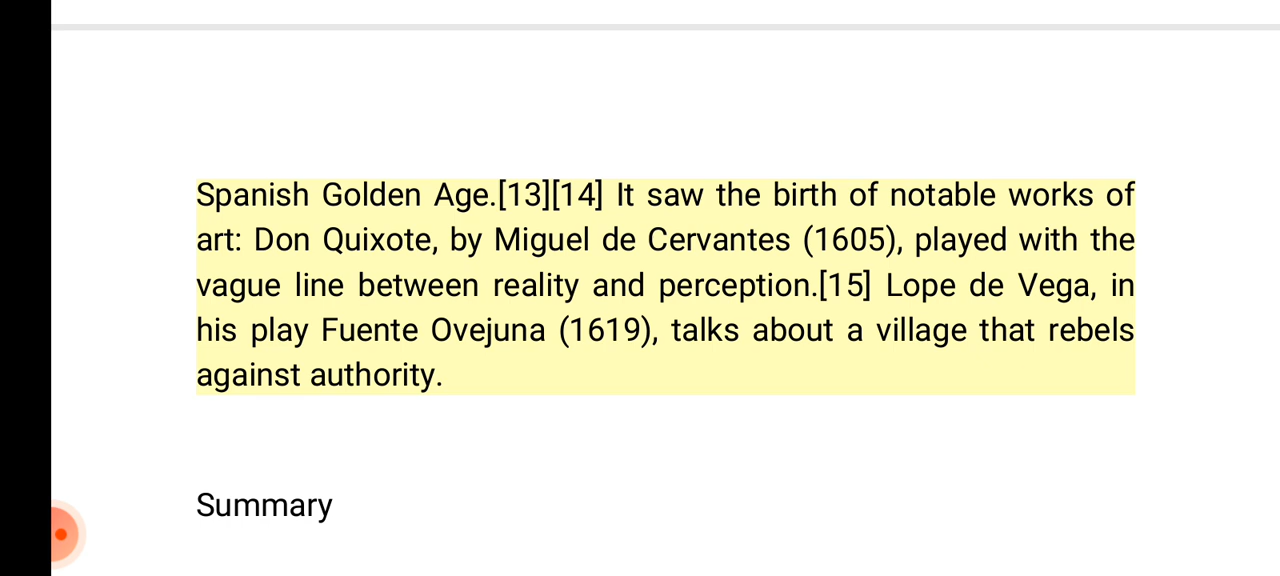 Spanish Golden Age.[13][14] It saw the birth of notable works of
art: Don Quixote, by Miguel de Cervantes (1605), played with the
vague line between reality and perception.[15] Lope de Vega, in
his play Fuente Ovejuna (1619), talks about a village that rebels
against authority.
Summary